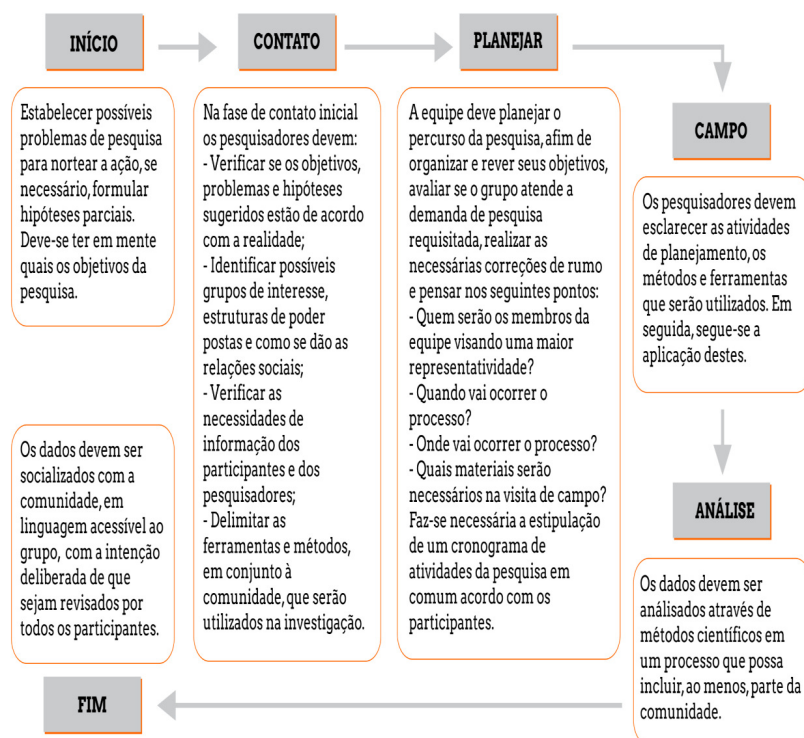 INÍCIO
Estabelecer possíveis
problemas de pesquisa
para nortear a ação, se
necessário, formular
hipóteses parciais.
Deve-se ter em mente
quais os objetivos da
pesquisa.
CONTATO
Na fase de contato inicial
os pesquisadores devem:
- Verificar se os objetivos,
problemas e hipóteses
sugeridos estão de acordo
com a realidade;
- Identificar possíveis
grupos de interesse,
estruturas de poder
postas e como se dão as
relações sociais;
- Verificar as
necessidades de
informação dos
participantes e dos
pesquisadores;
- Delimitar as
ferramentas e métodos,
em conjunto à
comunidade, que serão
utilizados na investigação.
PLANEJAR
A equipe deve planejar o
percurso da pesquisa, afim de
organizar e rever seus objetivos,
avaliar se o grupo atende a
demanda de pesquisa
requisitada, realizar as
necessárias correções de rumo
e pensar nos seguintes pontos:
- Quem serão os membros da
equipe visando uma maior
representatividade?
- Quando vai ocorrer o
processo?
- Onde vai ocorrer o processo?
- Quais materiais serão
necessários na visita de campo?
Faz-se necessária a estipulação
de um cronograma de
atividades da pesquisa em
comum acordo com os
participantes.
CAMPO
Os pesquisadores devem
esclarecer as atividades
de planejamento, os
métodos e ferramentas
que serão utilizados. Em
seguida, segue-se a
aplicação destes.
ANÁLISE
Os dados devem ser
análisados através de
métodos científicos em
um processo que possa
incluir, ao menos, parte da
comunidade.
Os dados devem ser
socializados com a
comunidade, em
linguagem acessível ao
grupo, com a intenção
deliberada de que
sejam revisados por
todos os participantes.
FIM